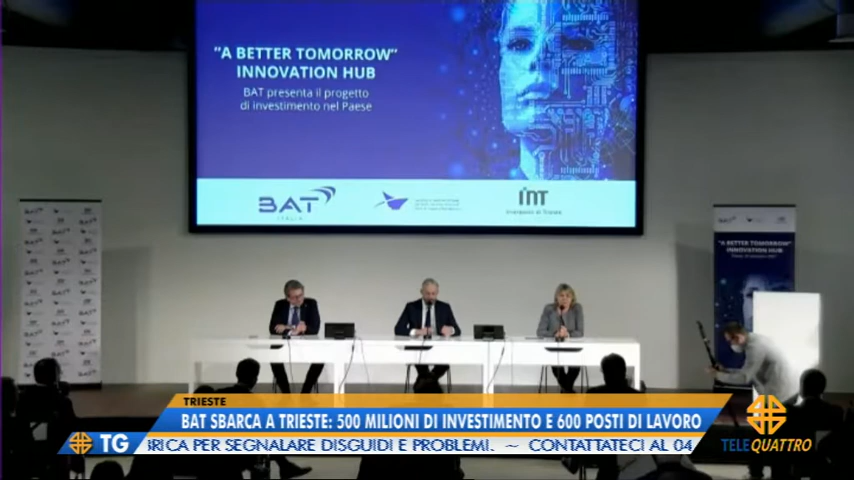 "A BETTER TOMORROW"
INNOVATION HUB
BAT presenta il progetto
di investimento nel Paese
BAT
ITALIA
INT
"A BETTER TOMORROW"
INNOVATION HUB
TRIESTE
BAT SBARCA A TRIESTE: 500 MILIONI DI INVESTIMENTO E 600 POSTI DI LAVORO
TG
BRICA PER SEGNALARE DISGUIDI E PROBLEMI. ~ CONTATTATECI AL 04
TELEQUATTRO